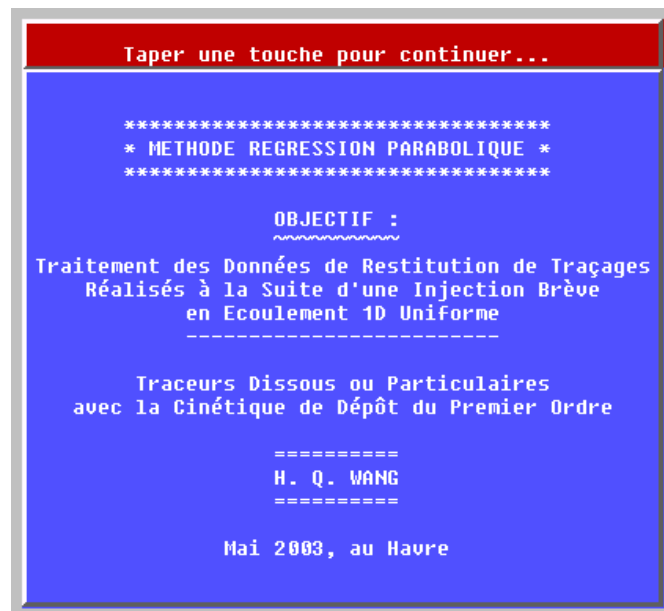 Taper une touche pour continuer...
**********************************
* METHODE REGRESSION PARABOLIQUE *
**********************************
OBJECTIF :
~~~~~~~~~~
Traitement des Données de Restitution de Traçages
Réalisés à la Suite d'une Injection Brève
en Ecoulement 1D Uniforme
-------------------------
Traceurs Dissous ou Particulaires
avec la Cinétique de Dépôt du Premier Ordre
==========
H. Q. WANG
==========
Mai 2003, au Havre